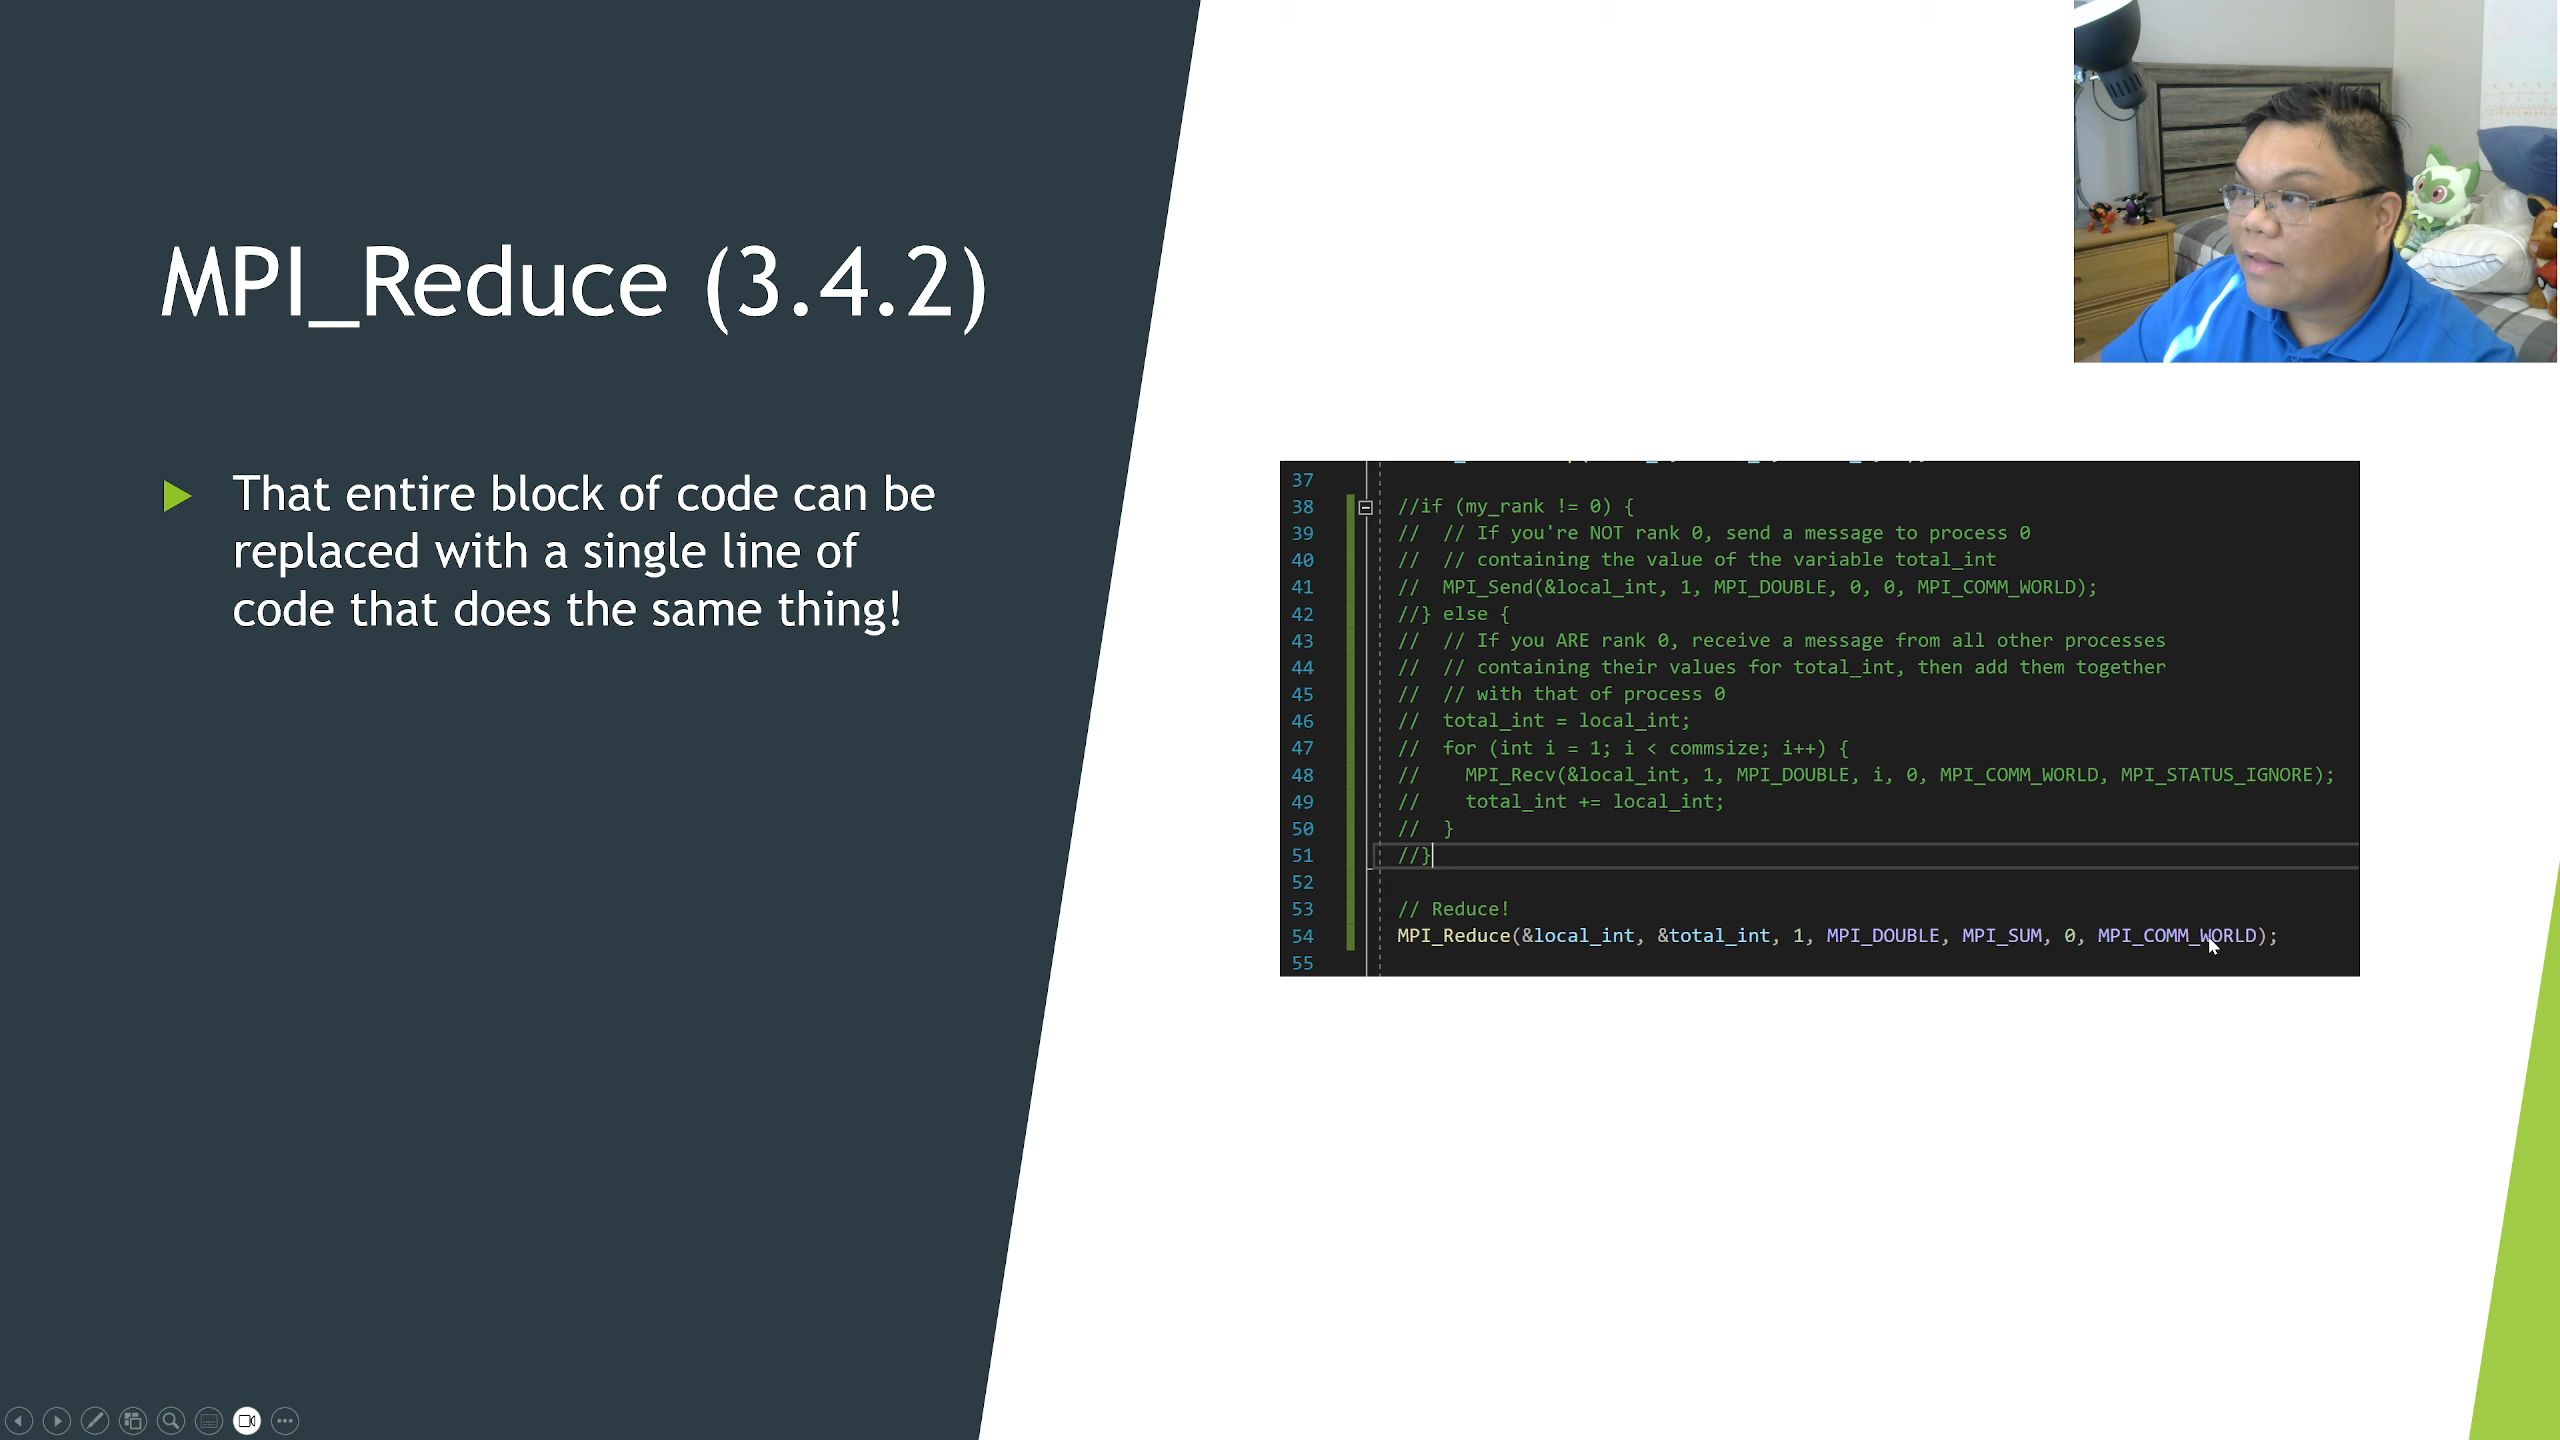 MPI_Reduce (3.4.2)
That entire block of code can be
replaced with a single line of
code that does the same thing!
37
38 //if (my_rank != 0) {
39 //  // If you're NOT rank 0, send a message to process 0
40 //  // containing the value of the variable total_int
41 //  MPI_Send(&local_int, 1, MPI_DOUBLE, 0, 0, MPI_COMM_WORLD);
42 //} else {
43 //  // If you ARE rank 0, receive a message from all other processes
44 //  // containing their values for total_int, then add them together
45 //  // with that of process 0
46 //  total_int = local_int;
47 //  for (int i = 1; i < commsize; i++) {
48 //    MPI_Recv(&local_int, 1, MPI_DOUBLE, i, 0, MPI_COMM_WORLD, MPI_STATUS_IGNORE);
49 //    total_int += local_int;
50 //  }
51 //}
52
53 // Reduce!
54 MPI_Reduce(&local_int, &total_int, 1, MPI_DOUBLE, MPI_SUM, 0, MPI_COMM_WORLD);
55